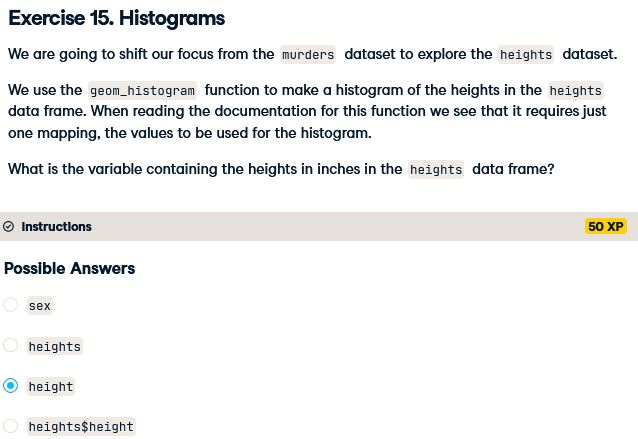 Exercise 15. Histograms
We are going to shift our focus from the murders dataset to explore the heights dataset.
We use the geom_histogram function to make a histogram of the heights in the heights
data frame. When reading the documentation for this function we see that it requires just
one mapping, the values to be used for the histogram.
What is the variable containing the heights in inches in the heights data frame?
Instructions
50 XP
Possible Answers
sex
heights
height
heights$height